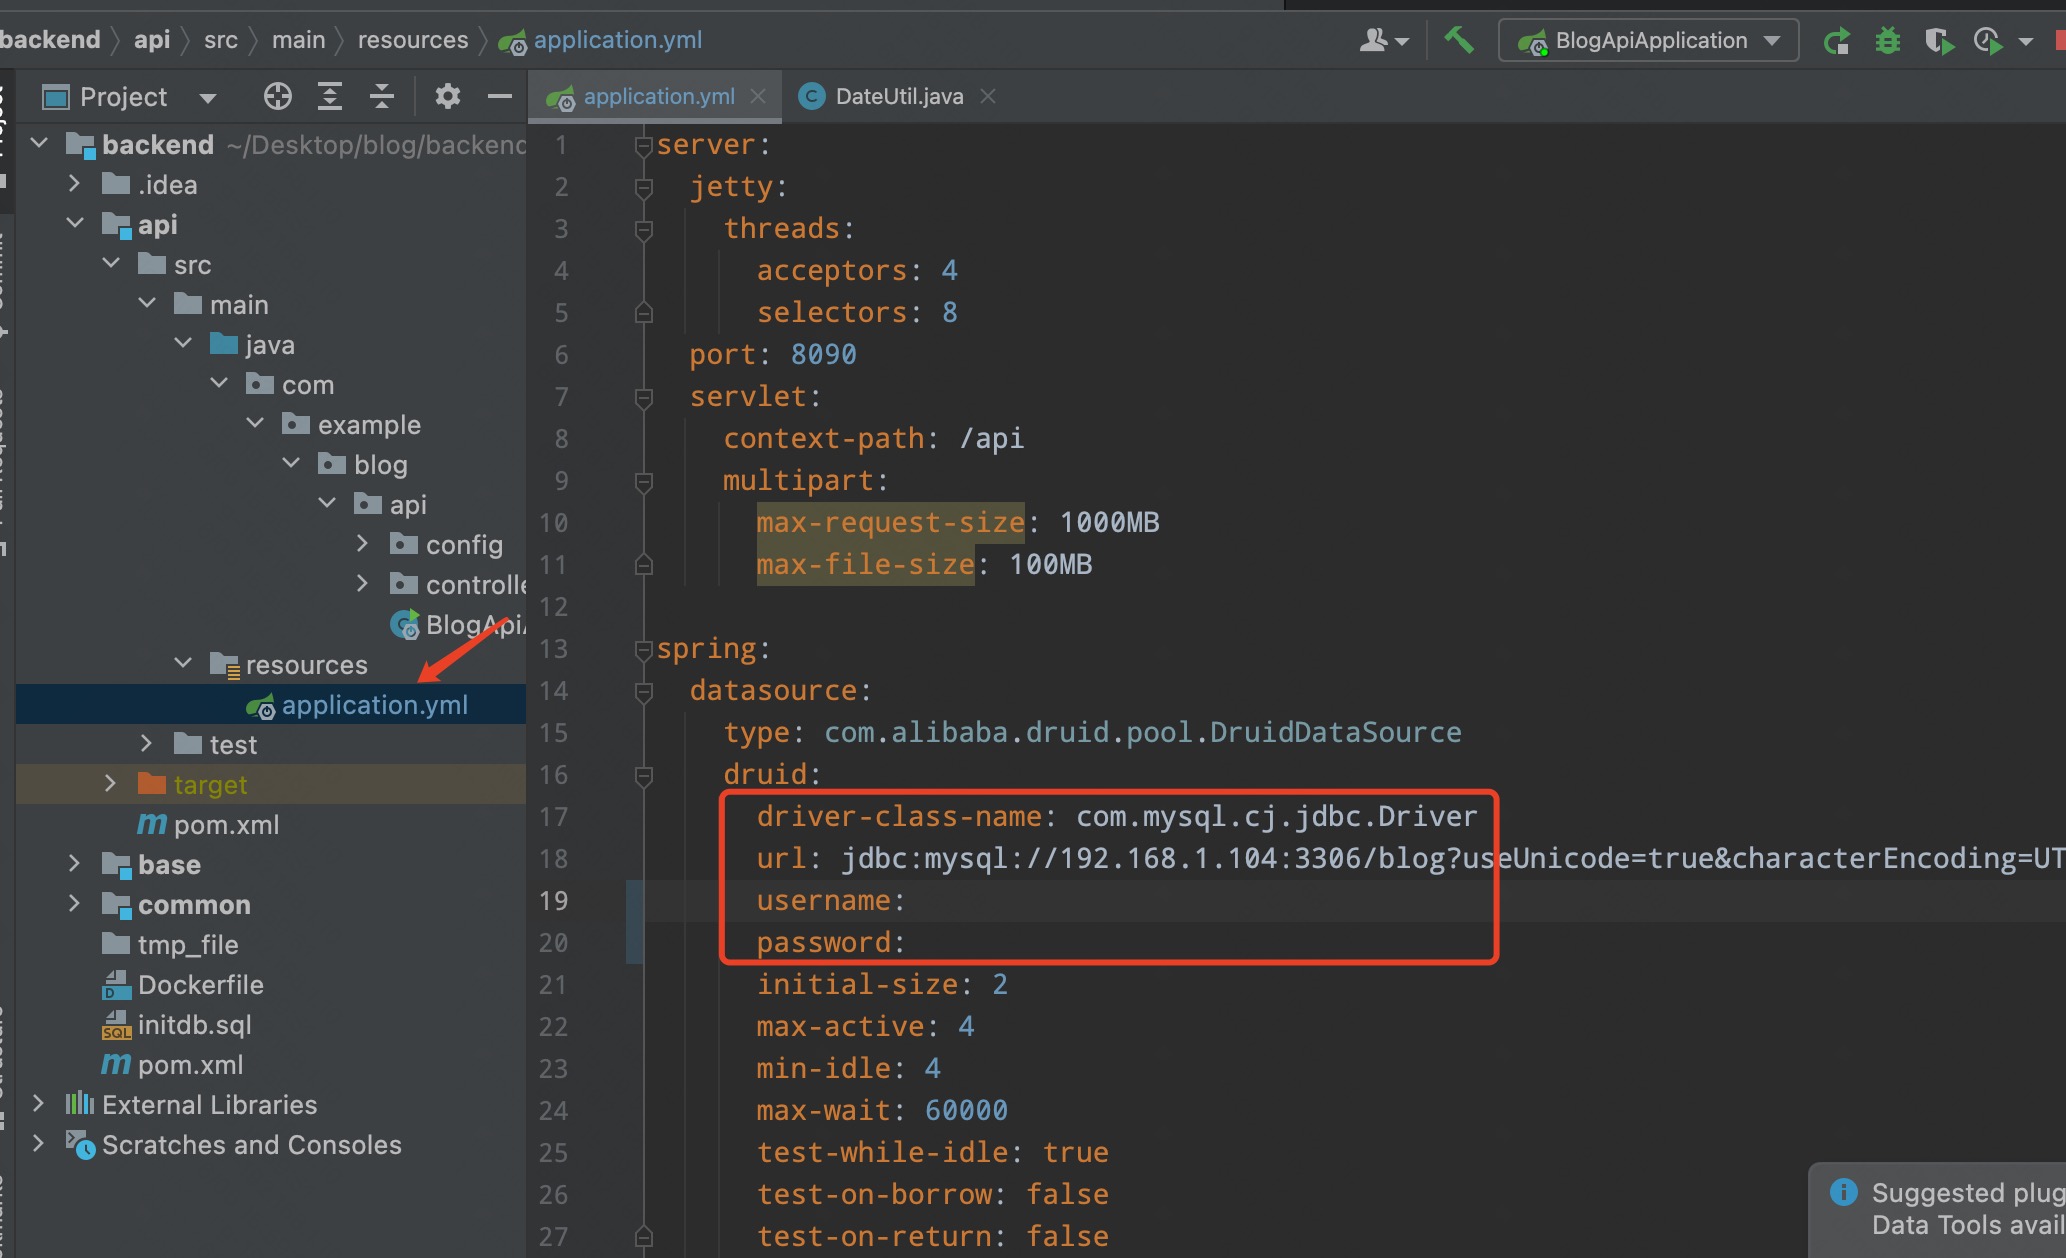 backend api src main resources application.yml BlogApiApplication
Project
application.yml DateUtil.java
backend ~/Desktop/blog/backend
.idea
api
src
main
java
com
example
blog
api
config
controlle
BlogApi
resources
application.yml
test
target
pom.xml
base
common
tmp_file
Dockerfile
initdb.sql
pom.xml
External Libraries
Scratches and Consoles
1 server:
2 jetty:
3 threads:
4 acceptors: 4
5 selectors: 8
6 port: 8090
7 servlet:
8 context-path: /api
9 multipart:
10 max-request-size: 1000MB
11 max-file-size: 100MB
12
13 spring:
14 datasource:
15 type: com.alibaba.druid.pool.DruidDataSource
16 druid:
17 driver-class-name: com.mysql.cj.jdbc.Driver
18 url: jdbc:mysql://192.168.1.104:3306/blog?useUnicode=true&characterEncoding=UT
19 username:
20 password:
21 initial-size: 2
22 max-active: 4
23 min-idle: 4
24 max-wait: 60000
25 test-while-idle: true
26 test-on-borrow: false
27 test-on-return: false
Suggested plug
Data Tools avail